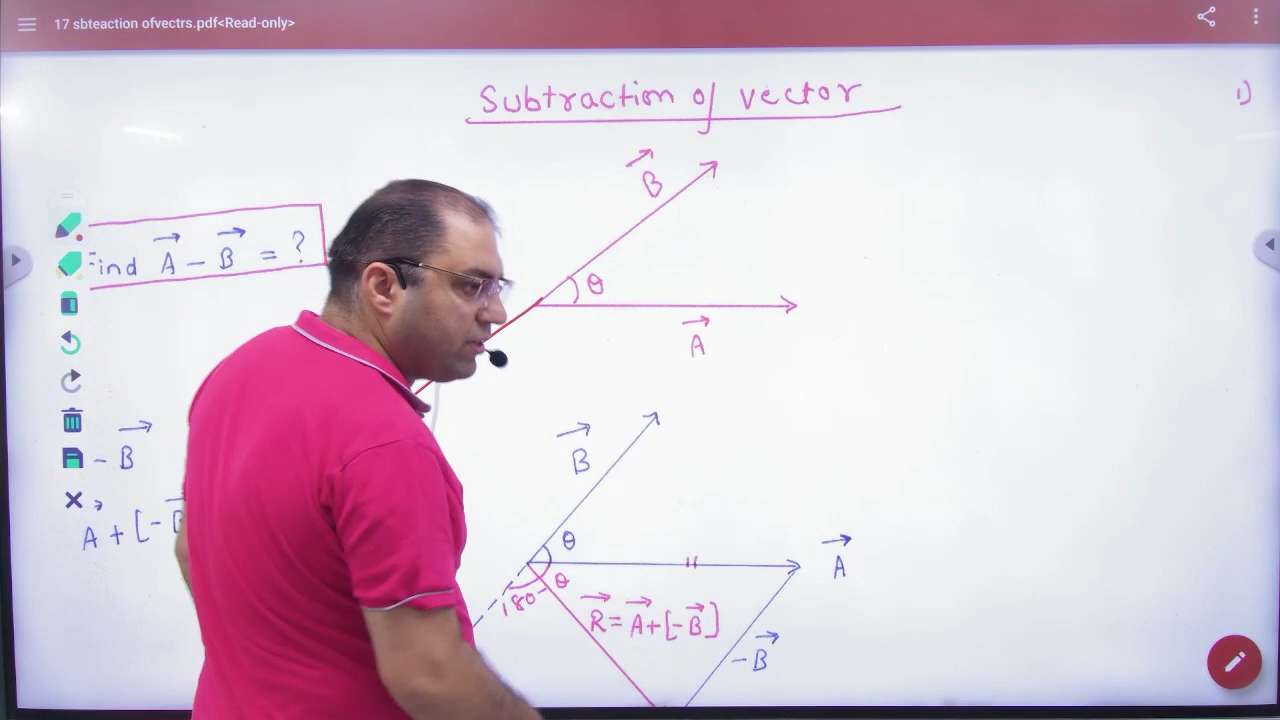 17 sbteaction ofvectrs.pdf<Read-only>
Subtraction of vector
1)
B
Find A - B = ?
θ
A
B
- B
A + [- B
θ
A
θ
180-
R = A + [-B]
-B